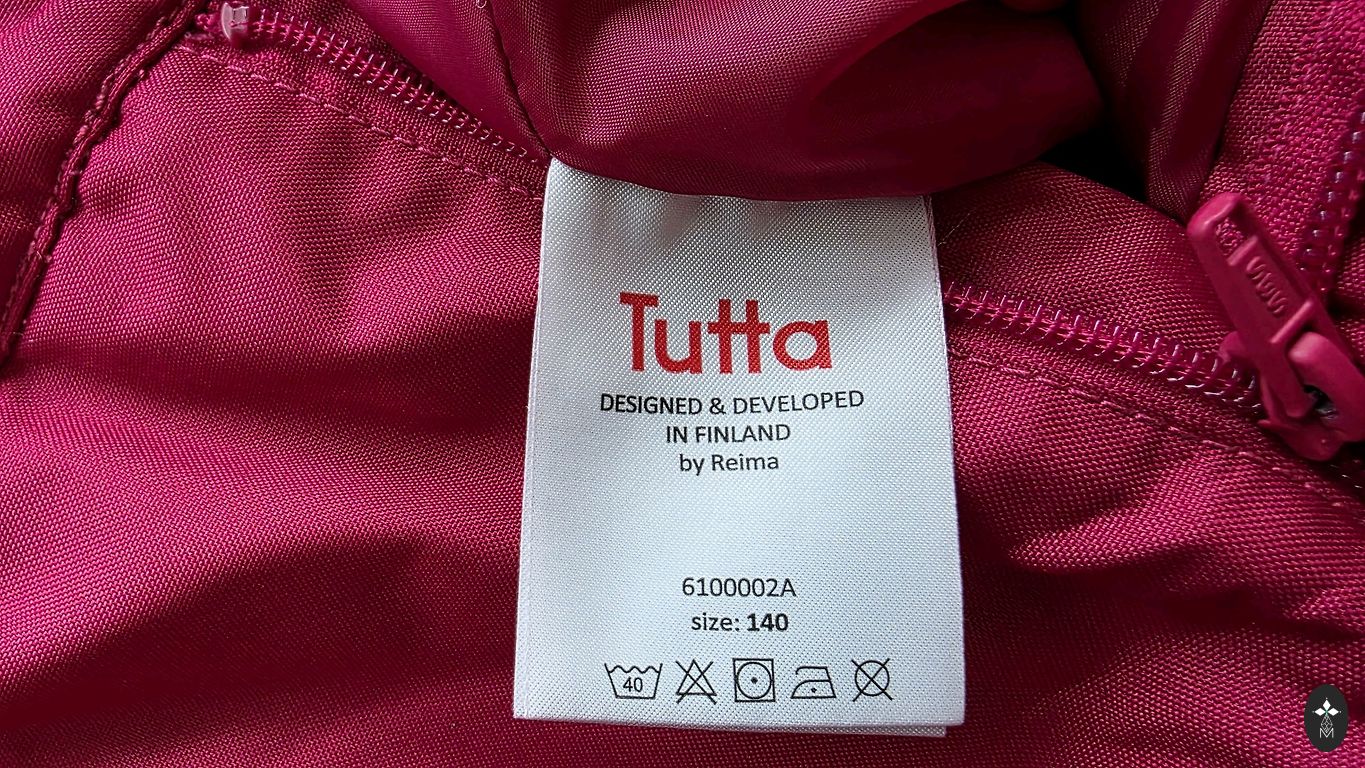 Tutta
DESIGNED & DEVELOPED
IN FINLAND
by Reima
6100002A
size: 140
40